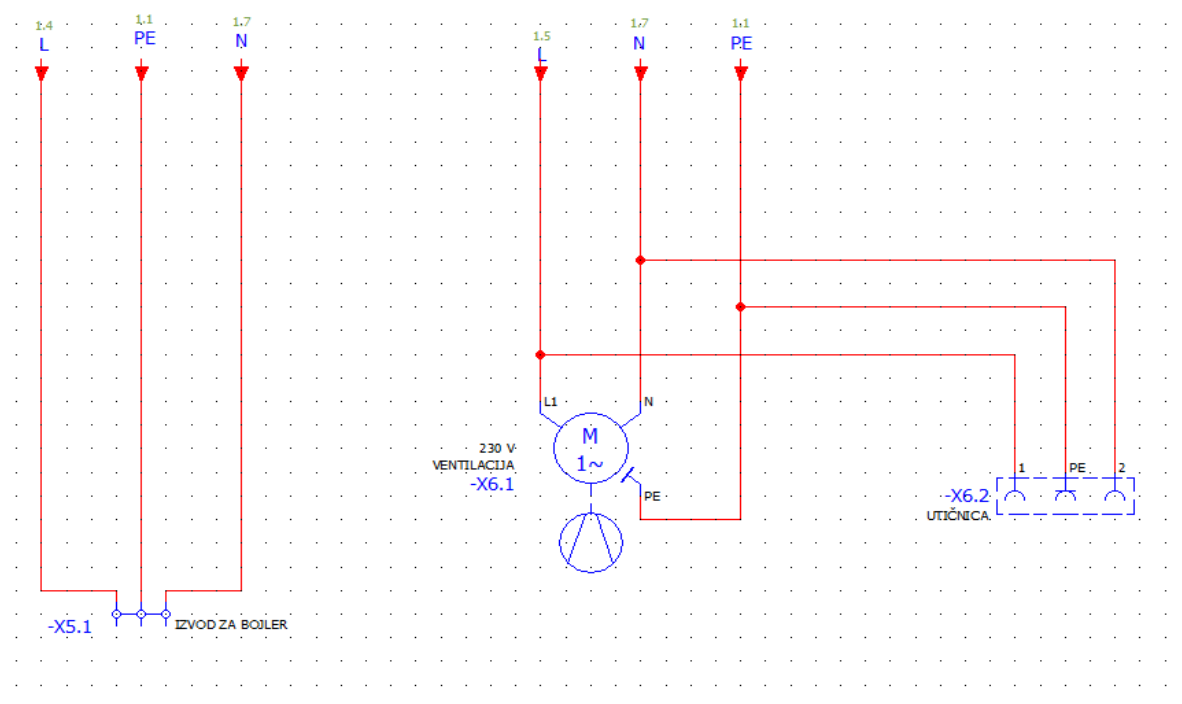 1.4
L
1.1
PE
1.7
N
1.5
L
1.7
N
1.1
PE
L1
N
M
1~
230 V
VENTILACIJA
-X6.1
PE
1
PE
2
-X6.2
UTIČNICA
-X5.1
IZVOD ZA BOJLER